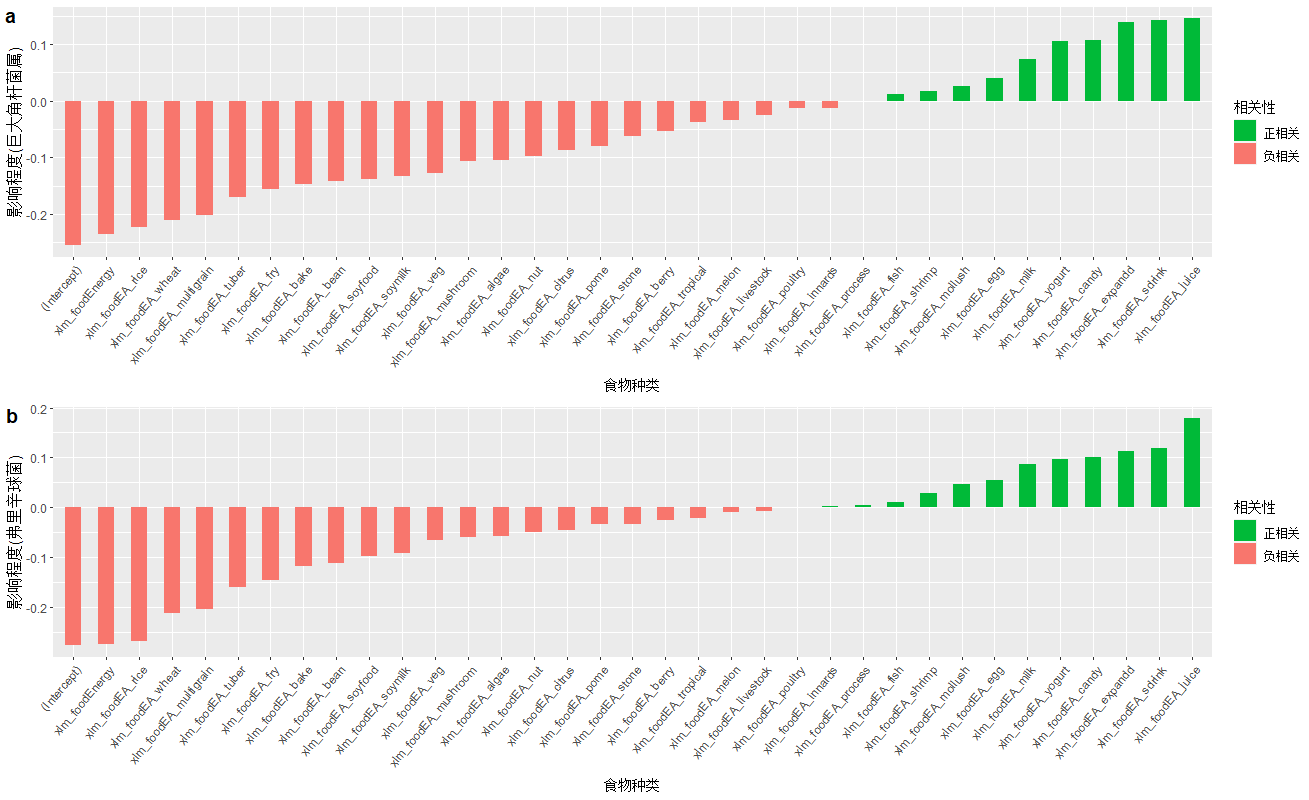 a
影响程度(巨大角杆菌属)
0.1
0.0
-0.1
-0.2
(Intercept)
xlm_foodEnergy
xlm_foodEA_rice
xlm_foodEA_wheat
xlm_foodEA_multigrain
xlm_foodEA_tuber
xlm_foodEA_fry
xlm_foodEA_bake
xlm_foodEA_bean
xlm_foodEA_soyfood
xlm_foodEA_soymilk
xlm_foodEA_veg
xlm_foodEA_mushroom
xlm_foodEA_algae
xlm_foodEA_nut
xlm_foodEA_citrus
xlm_foodEA_pome
xlm_foodEA_stone
xlm_foodEA_berry
xlm_foodEA_tropical
xlm_foodEA_melon
xlm_foodEA_livestock
xlm_foodEA_poultry
xlm_foodEA_innards
xlm_foodEA_process
xlm_foodEA_fish
xlm_foodEA_shrimp
xlm_foodEA_mollush
xlm_foodEA_egg
xlm_foodEA_milk
xlm_foodEA_yogurt
xlm_foodEA_candy
xlm_foodEA_expandd
xlm_foodEA_sdrink
xlm_foodEA_juice
食物种类
相关性
正相关
负相关
b
影响程度(弗里辛球菌)
0.2
0.1
0.0
-0.1
-0.2
(Intercept)
xlm_foodEnergy
xlm_foodEA_rice
xlm_foodEA_wheat
xlm_foodEA_multigrain
xlm_foodEA_tuber
xlm_foodEA_fry
xlm_foodEA_bake
xlm_foodEA_bean
xlm_foodEA_soyfood
xlm_foodEA_soymilk
xlm_foodEA_veg
xlm_foodEA_mushroom
xlm_foodEA_algae
xlm_foodEA_nut
xlm_foodEA_citrus
xlm_foodEA_pome
xlm_foodEA_stone
xlm_foodEA_berry
xlm_foodEA_tropical
xlm_foodEA_melon
xlm_foodEA_livestock
xlm_foodEA_poultry
xlm_foodEA_innards
xlm_foodEA_process
xlm_foodEA_fish
xlm_foodEA_shrimp
xlm_foodEA_mollush
xlm_foodEA_egg
xlm_foodEA_milk
xlm_foodEA_yogurt
xlm_foodEA_candy
xlm_foodEA_expandd
xlm_foodEA_sdrink
xlm_foodEA_juice
食物种类
相关性
正相关
负相关